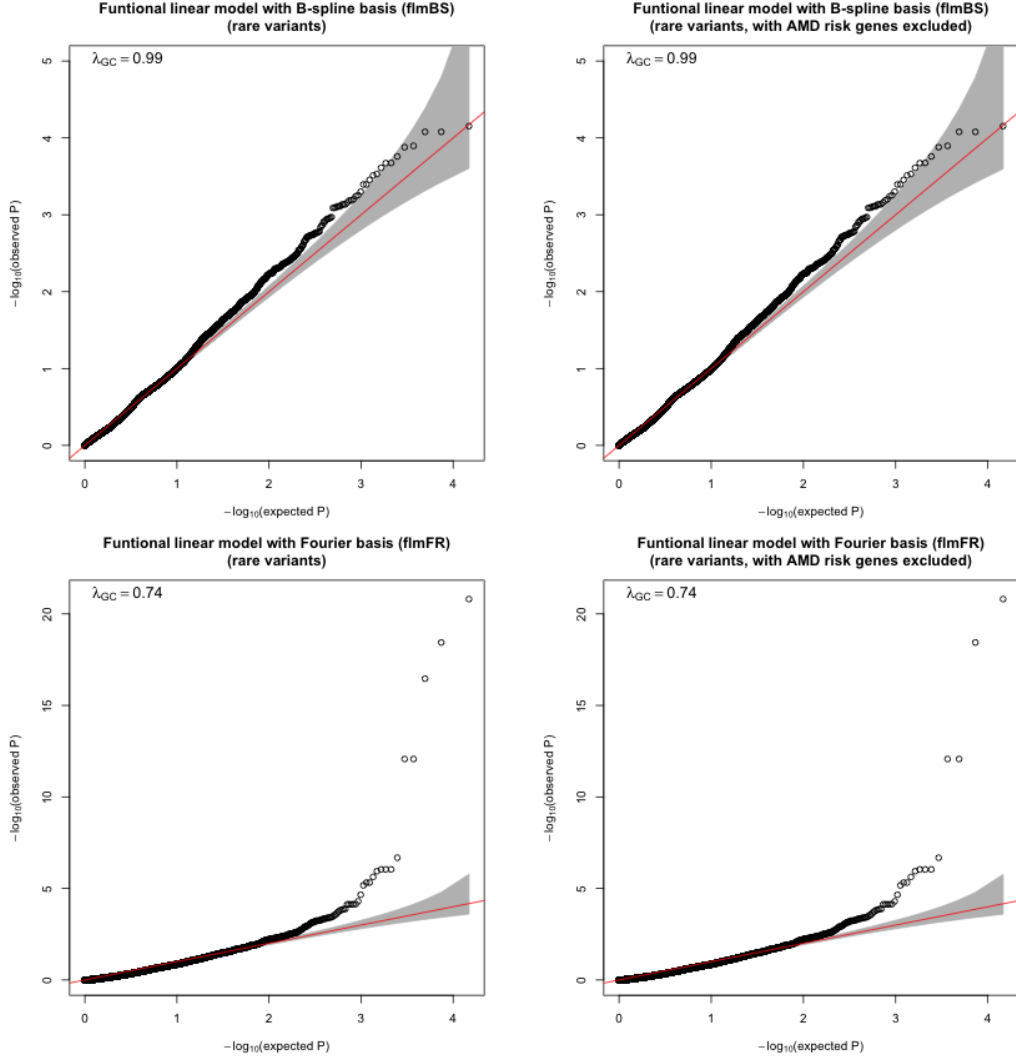 Funtional linear model with B-spline basis (flmBS)
(rare variants)
λGC = 0.99
5
4
3
2
1
0
−log10(observed P)
0 1 2 3 4
−log10(expected P)
Funtional linear model with B-spline basis (flmBS)
(rare variants, with AMD risk genes excluded)
λGC = 0.99
5
4
3
2
1
0
−log10(observed P)
0 1 2 3 4
−log10(expected P)
Funtional linear model with Fourier basis (flmFR)
(rare variants)
λGC = 0.74
20
15
10
5
0
−log10(observed P)
0 1 2 3 4
−log10(expected P)
Funtional linear model with Fourier basis (flmFR)
(rare variants, with AMD risk genes excluded)
λGC = 0.74
20
15
10
5
0
−log10(observed P)
0 1 2 3 4
−log10(expected P)